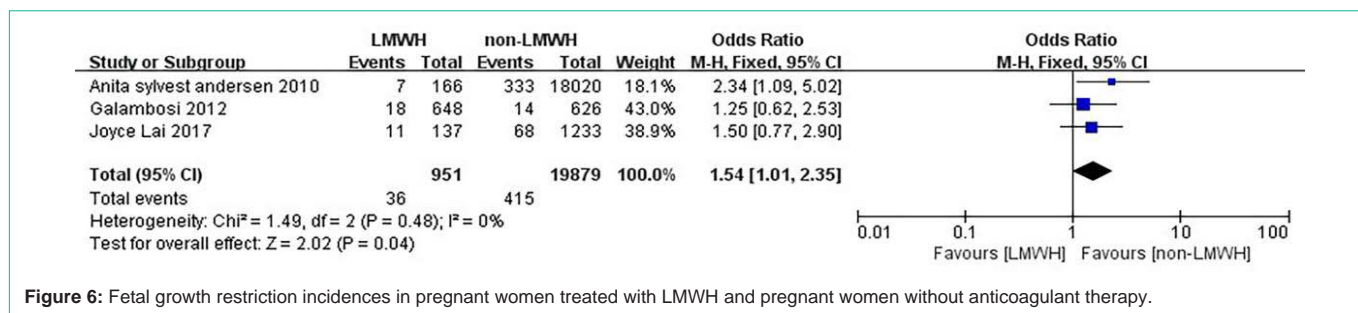 LMWH non-LMWH Odds Ratio Odds Ratio
Study or Subgroup Events Total Events Total Weight M-H, Fixed, 95% CI M-H, Fixed, 95% CI
Anita sylvest andersen 2010 7 166 333 18020 18.1% 2.34 [1.09, 5.02]
Galambosi 2012 18 648 14 626 43.0% 1.25 [0.62, 2.53]
Joyce Lai 2017 11 137 68 1233 38.9% 1.50 [0.77, 2.90]
Total (95% CI) 951 19879 100.0% 1.54 [1.01, 2.35]
Total events 36 415
Heterogeneity: Chi² = 1.49, df = 2 (P = 0.48); I² = 0%
Test for overall effect: Z = 2.02 (P = 0.04)
0.01 0.1 1 10 100
Favours [LMWH] Favours [non-LMWH]
Figure 6: Fetal growth restriction incidences in pregnant women treated with LMWH and pregnant women without anticoagulant therapy.